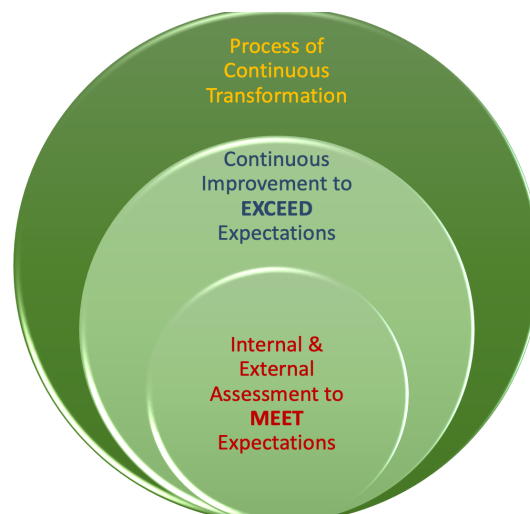 Process of
Continuous
Transformation
Continuous
Improvement to
EXCEED
Expectations
Internal &
External
Assessment to
MEET
Expectations